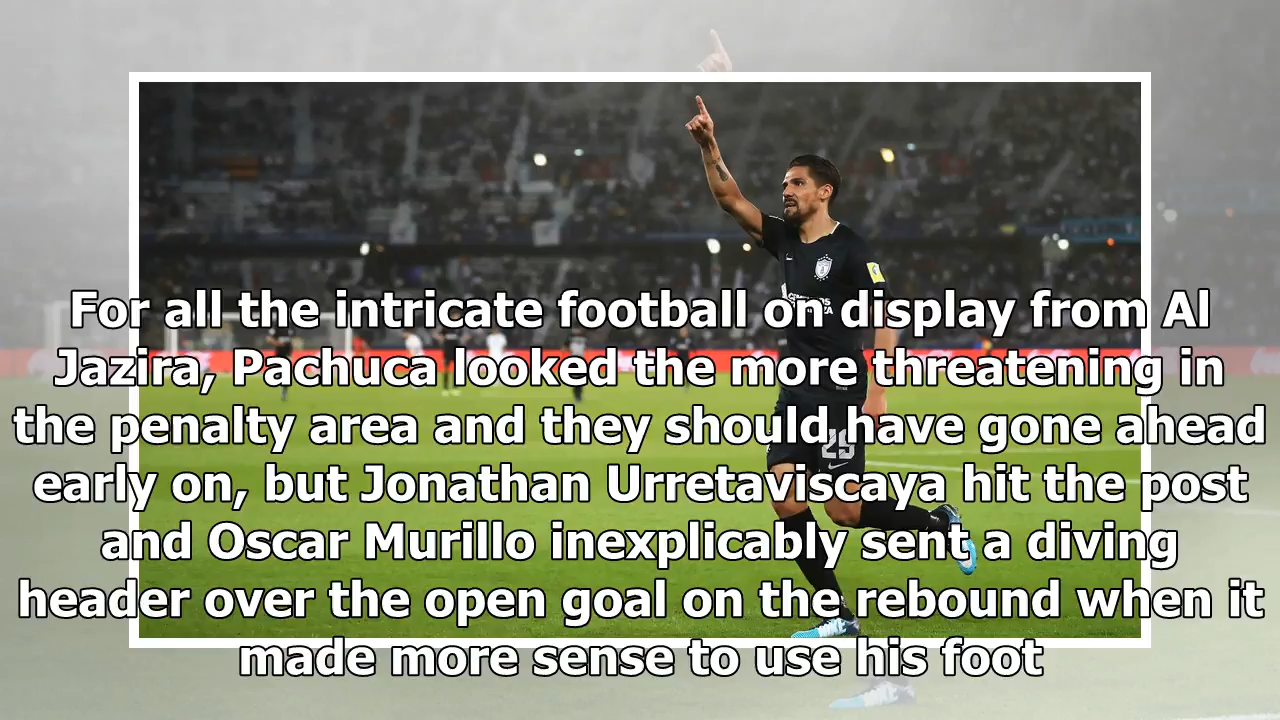 For all the intricate football on display from Al
Jazira, Pachuca looked the more threatening in
the penalty area and they should have gone ahead
early on, but Jonathan Urretaviscaya hit the post
and Oscar Murillo inexplicably sent a diving
header over the open goal on the rebound when it
made more sense to use his foot
29